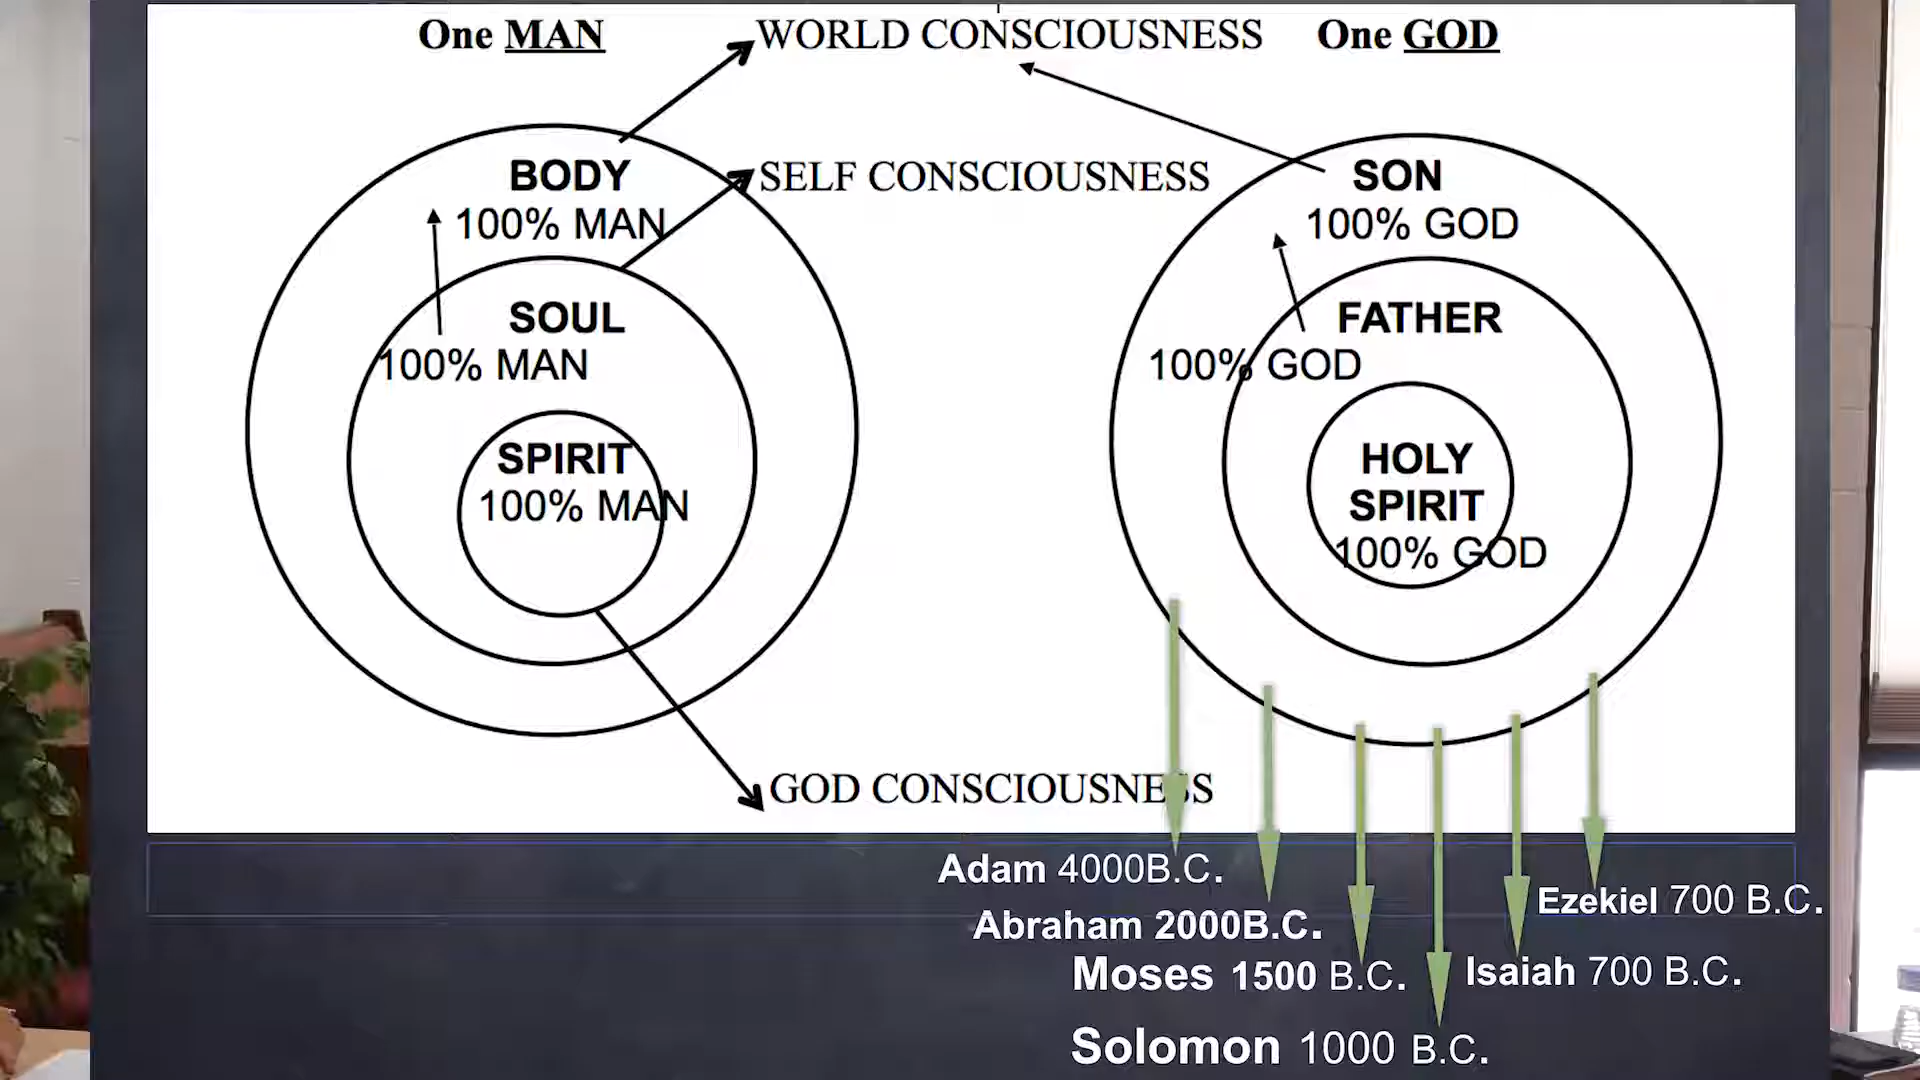 One MAN
WORLD CONSCIOUSNESS
One GOD
BODY
100% MAN
SELF CONSCIOUSNESS
SON
100% GOD
SOUL
100% MAN
FATHER
100% GOD
SPIRIT
100% MAN
HOLY
SPIRIT
100% GOD
GOD CONSCIOUSNESS
Adam 4000B.C.
Abraham 2000B.C.
Moses 1500 B.C.
Solomon 1000 B.C.
Isaiah 700 B.C.
Ezekiel 700 B.C.